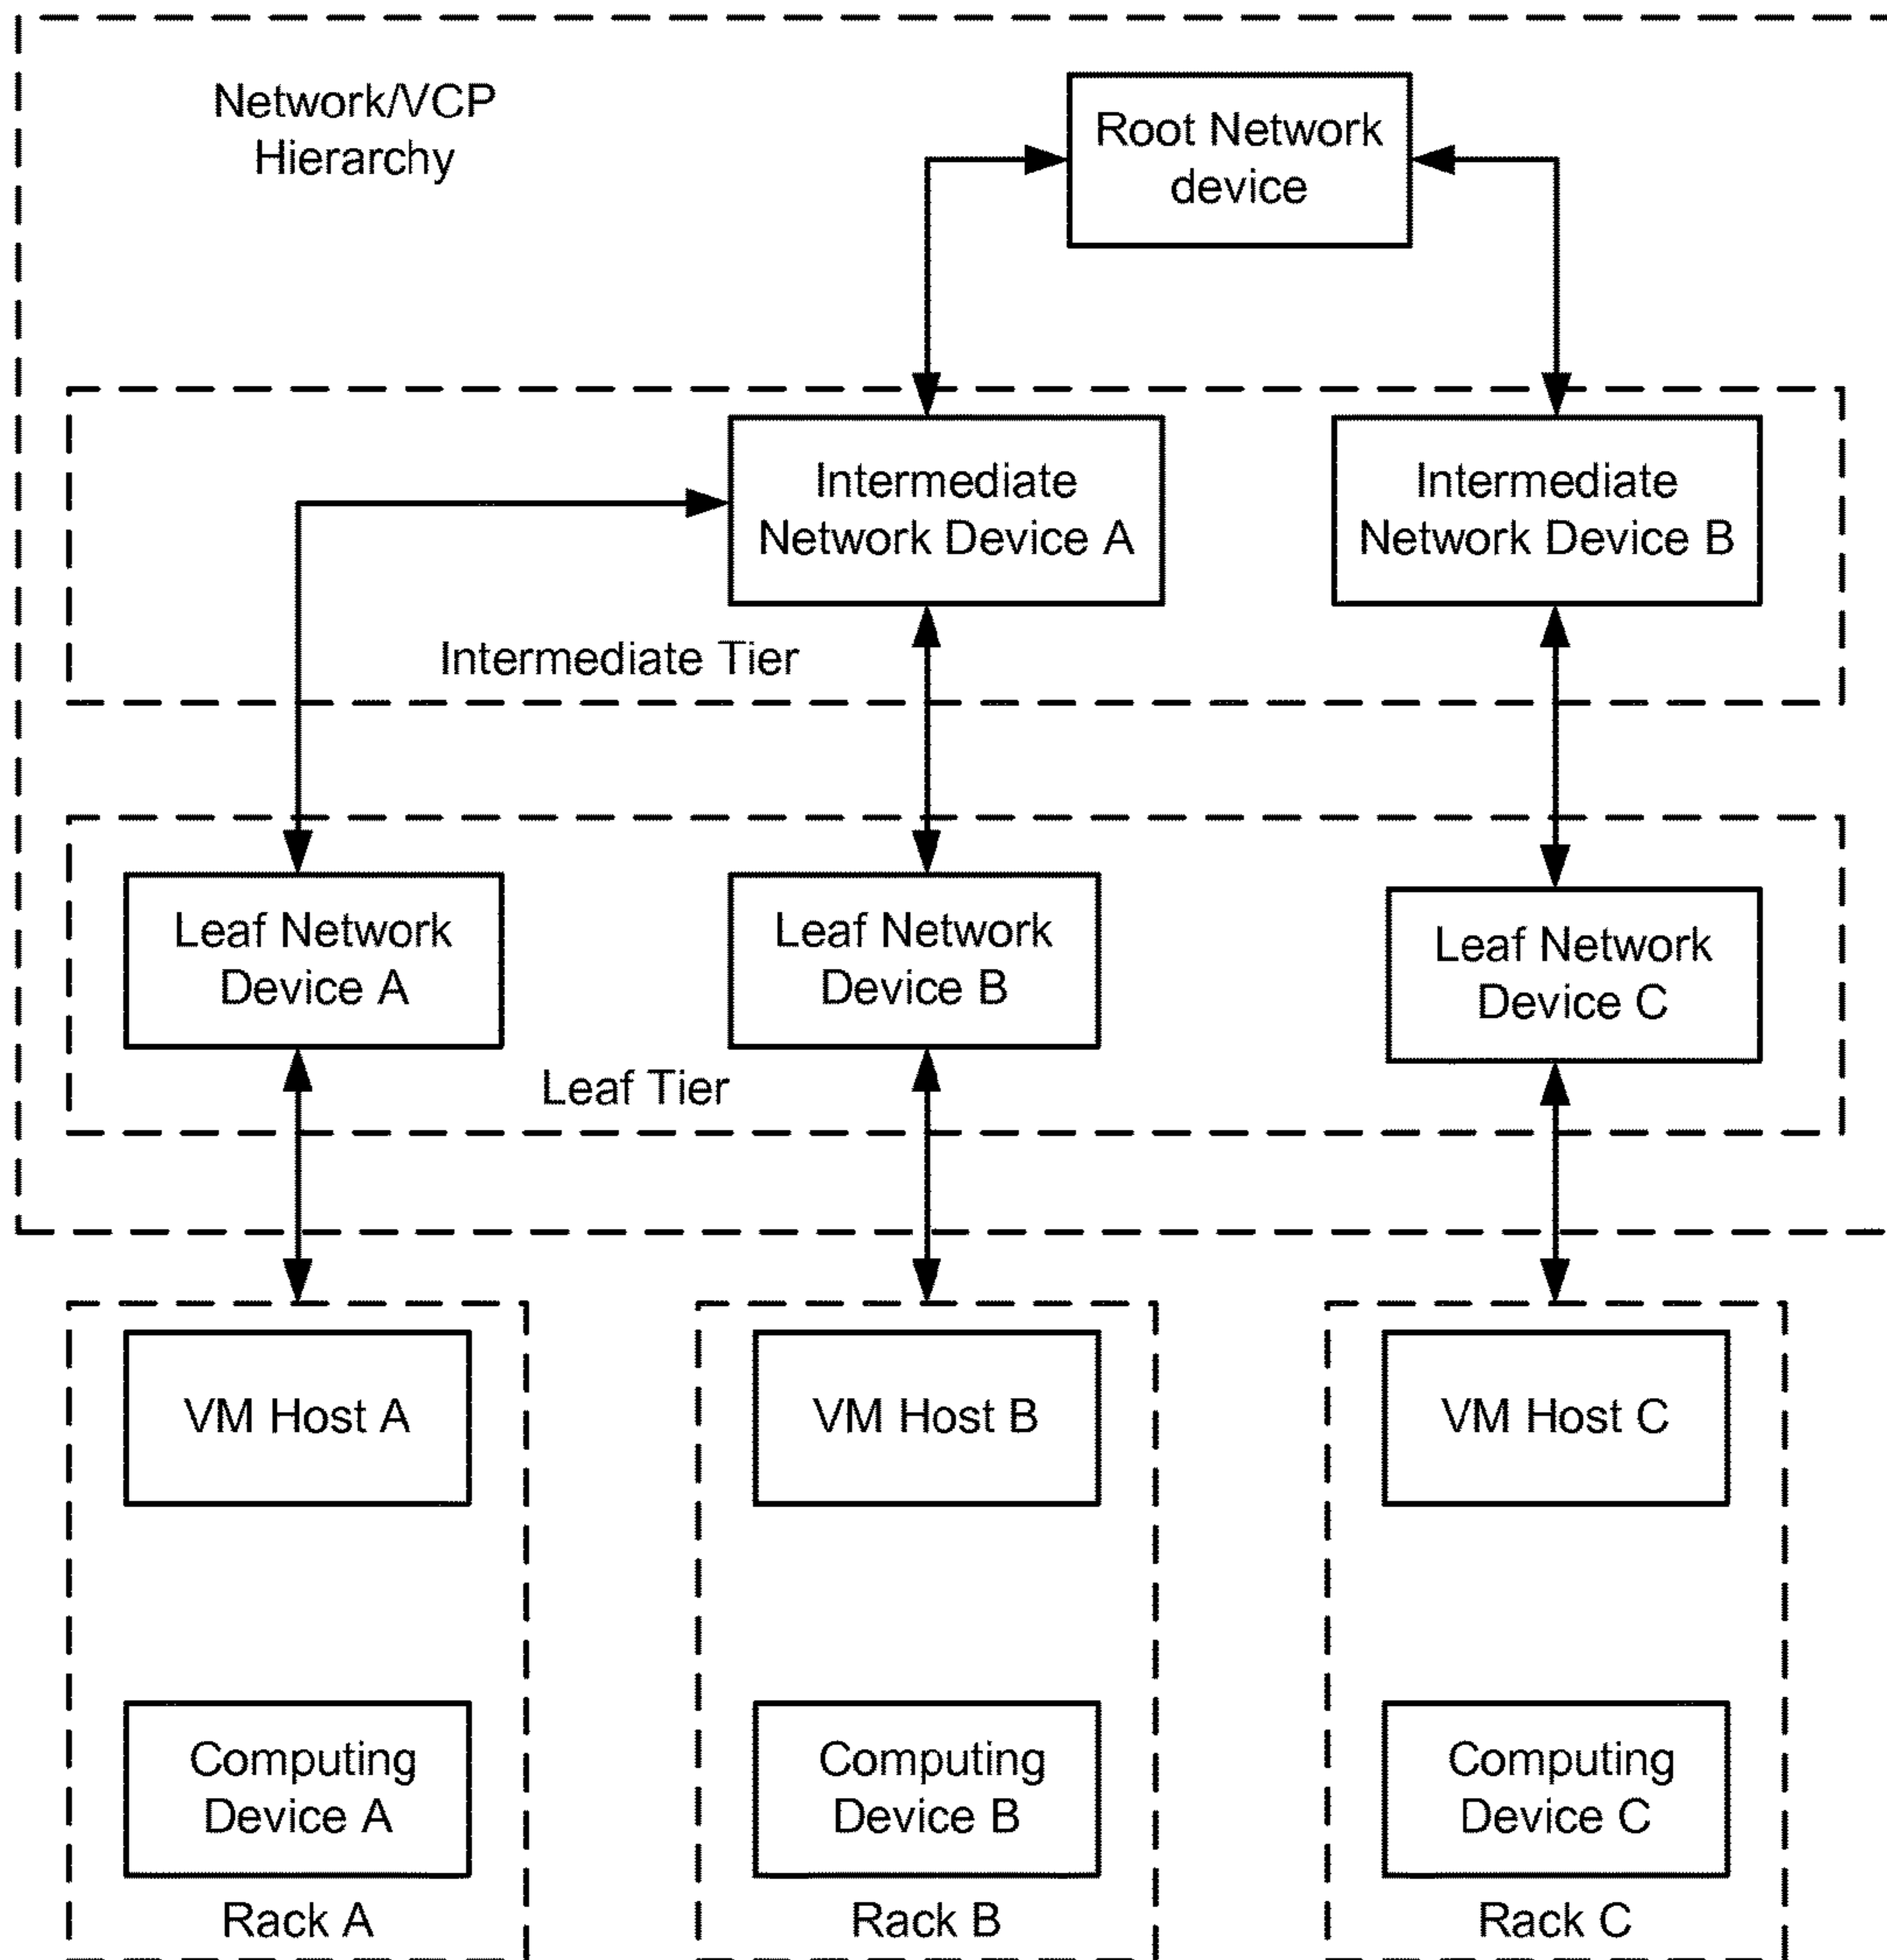 Network/VCP
Hierarchy
Root Network
device
Intermediate
Network Device A
Intermediate
Network Device B
Intermediate Tier
Leaf Network
Device A
Leaf Network
Device B
Leaf Network
Device C
Leaf Tier
VM Host A
VM Host B
VM Host C
Computing
Device A
Computing
Device B
Computing
Device C
Rack A
Rack B
Rack C